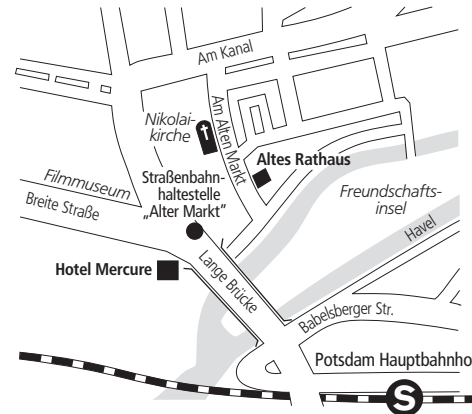 Am Kanal
Nikolai-
kirche
Am Alten Markt
Altes Rathaus
Straßenbahn-
haltestelle
„Alter Markt"
Filmmuseum
Breite Straße
Freundschafts-
insel
Havel
Hotel Mercure
Lange Brücke
Babelsberger Str.
Potsdam Hauptbahnho
S